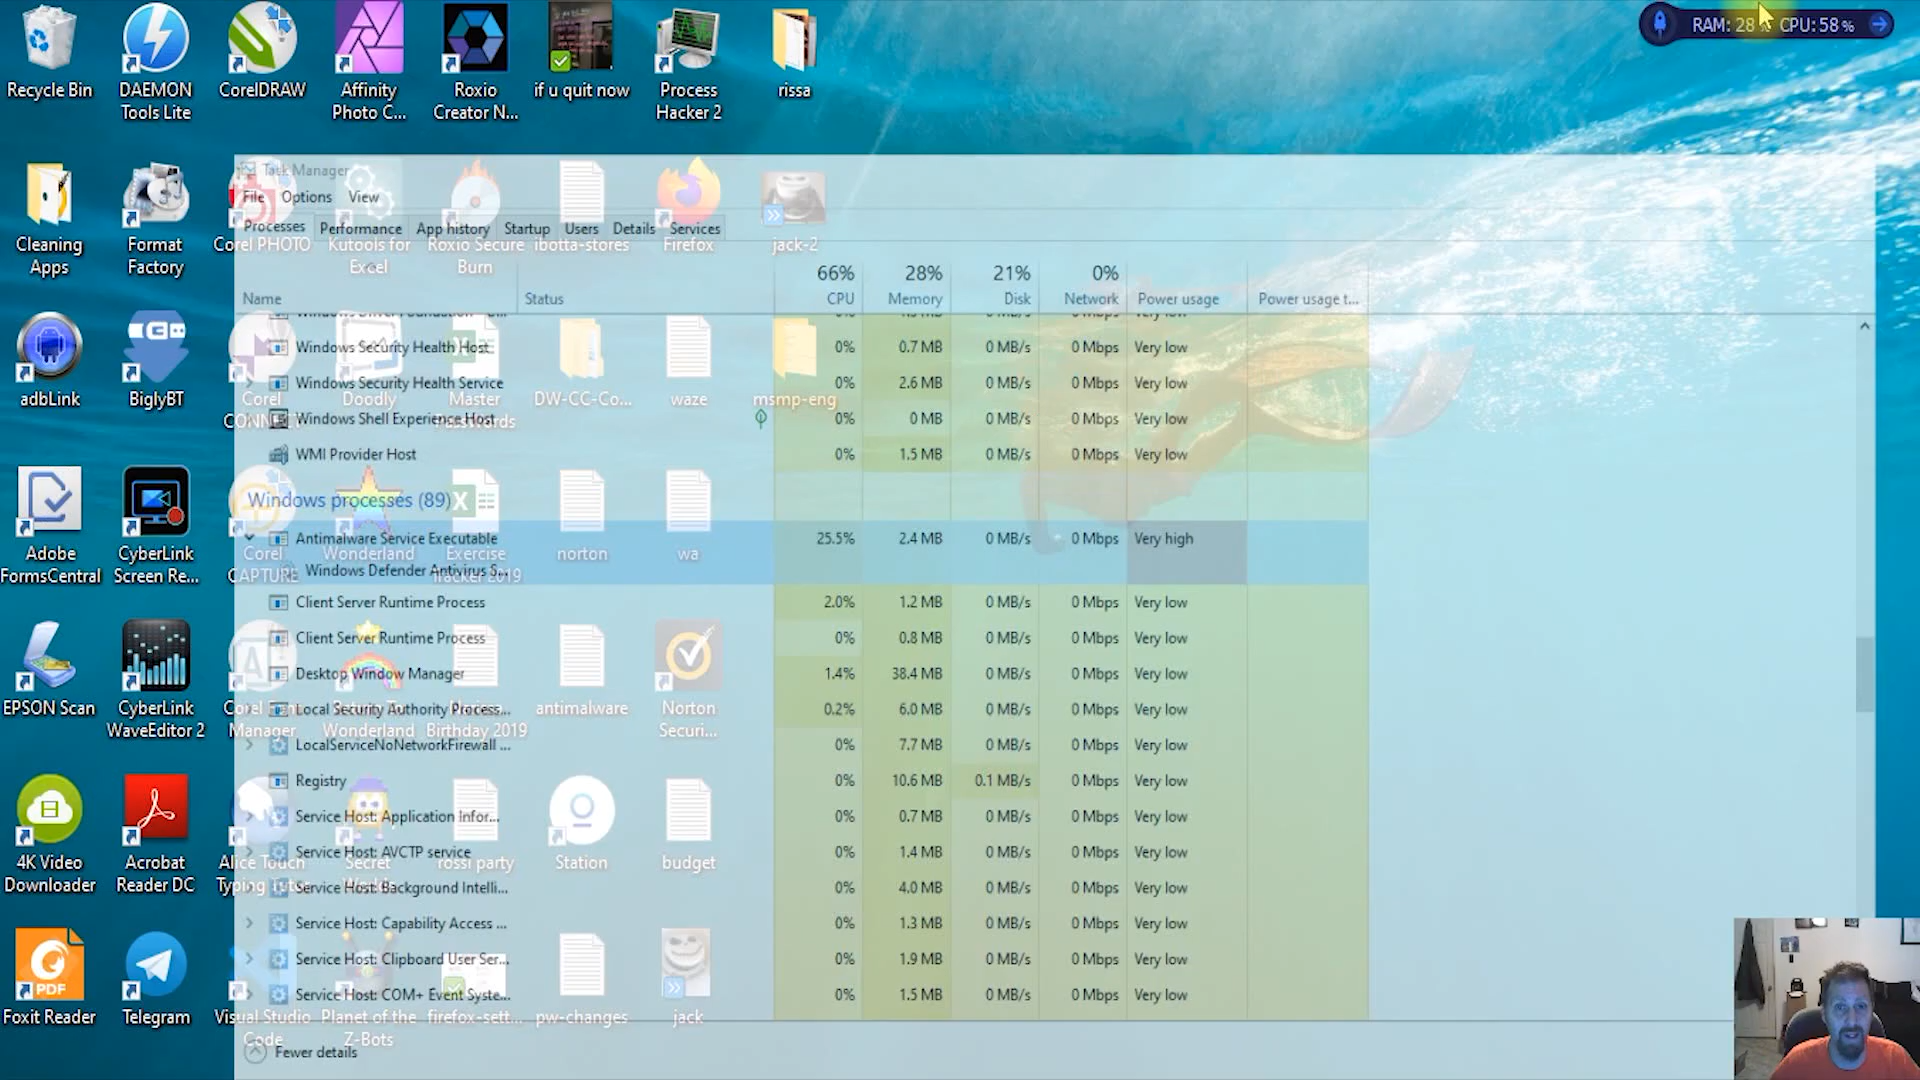 RAM: 28 % CPU: 58 %
Recycle Bin
DAEMON
Tools Lite
CorelDRAW
Affinity
Photo C...
Roxio
Creator N...
if u quit now
Process
Hacker 2
rissa
Task Manager
File Options View
Processes Performance App history Startup Users Details Services
Cleaning
Apps
Format
Factory
Corel PHOTO
Kutools for
Excel
Roxio Secure
Burn
ibotta-stores
Firefox
jack-2
66% 28% 21% 0%
Name Status CPU Memory Disk Network Power usage Power usage t...
Windows Security Health Host 0% 0.7 MB 0 MB/s 0 Mbps Very low
Windows Security Health Service 0% 2.6 MB 0 MB/s 0 Mbps Very low
Windows Shell Experience Host 0% 0 MB 0 MB/s 0 Mbps Very low
WMI Provider Host 0% 1.5 MB 0 MB/s 0 Mbps Very low
adbLink
BiglyBT
Corel
Doodly
Master
DW-CC-Co...
waze
msmp-eng
Windows processes (89)
Antimalware Service Executable 25.5% 2.4 MB 0 MB/s 0 Mbps Very high
Windows Defender Antivirus S...
Client Server Runtime Process 2.0% 1.2 MB 0 MB/s 0 Mbps Very low
Client Server Runtime Process 0% 0.8 MB 0 MB/s 0 Mbps Very low
Desktop Window Manager 1.4% 38.4 MB 0 MB/s 0 Mbps Very low
Local Security Authority Process... 0.2% 6.0 MB 0 MB/s 0 Mbps Very low
LocalServiceNoNetworkFirewall ... 0% 7.7 MB 0 MB/s 0 Mbps Very low
Registry 0% 10.6 MB 0.1 MB/s 0 Mbps Very low
Service Host: Application Infor... 0% 0.7 MB 0 MB/s 0 Mbps Very low
Service Host: AVCTP service 0% 1.4 MB 0 MB/s 0 Mbps Very low
Service Host: Background Intelli... 0% 4.0 MB 0 MB/s 0 Mbps Very low
Service Host: Capability Access ... 0% 1.3 MB 0 MB/s 0 Mbps Very low
Service Host: Clipboard User Ser... 0% 1.9 MB 0 MB/s 0 Mbps Very low
Service Host: COM+ Event Syste... 0% 1.5 MB 0 MB/s 0 Mbps Very low
Fewer details
Adobe
FormsCentral
CyberLink
Screen Re...
Corel
CAPTURE
Wonderland
Exercise
Tracker 2019
norton
wa
EPSON Scan
CyberLink
WaveEditor 2
Manager
Wonderland
Birthday 2019
antimalware
Norton
Securi...
4K Video
Downloader
Acrobat
Reader DC
Alice Touch
Typing Tutor
Secret
rossi party
Station
budget
PDF
Foxit Reader
Telegram
Visual Studio
Code
Planet of the
Z-Bots
firefox-sett...
pw-changes
jack